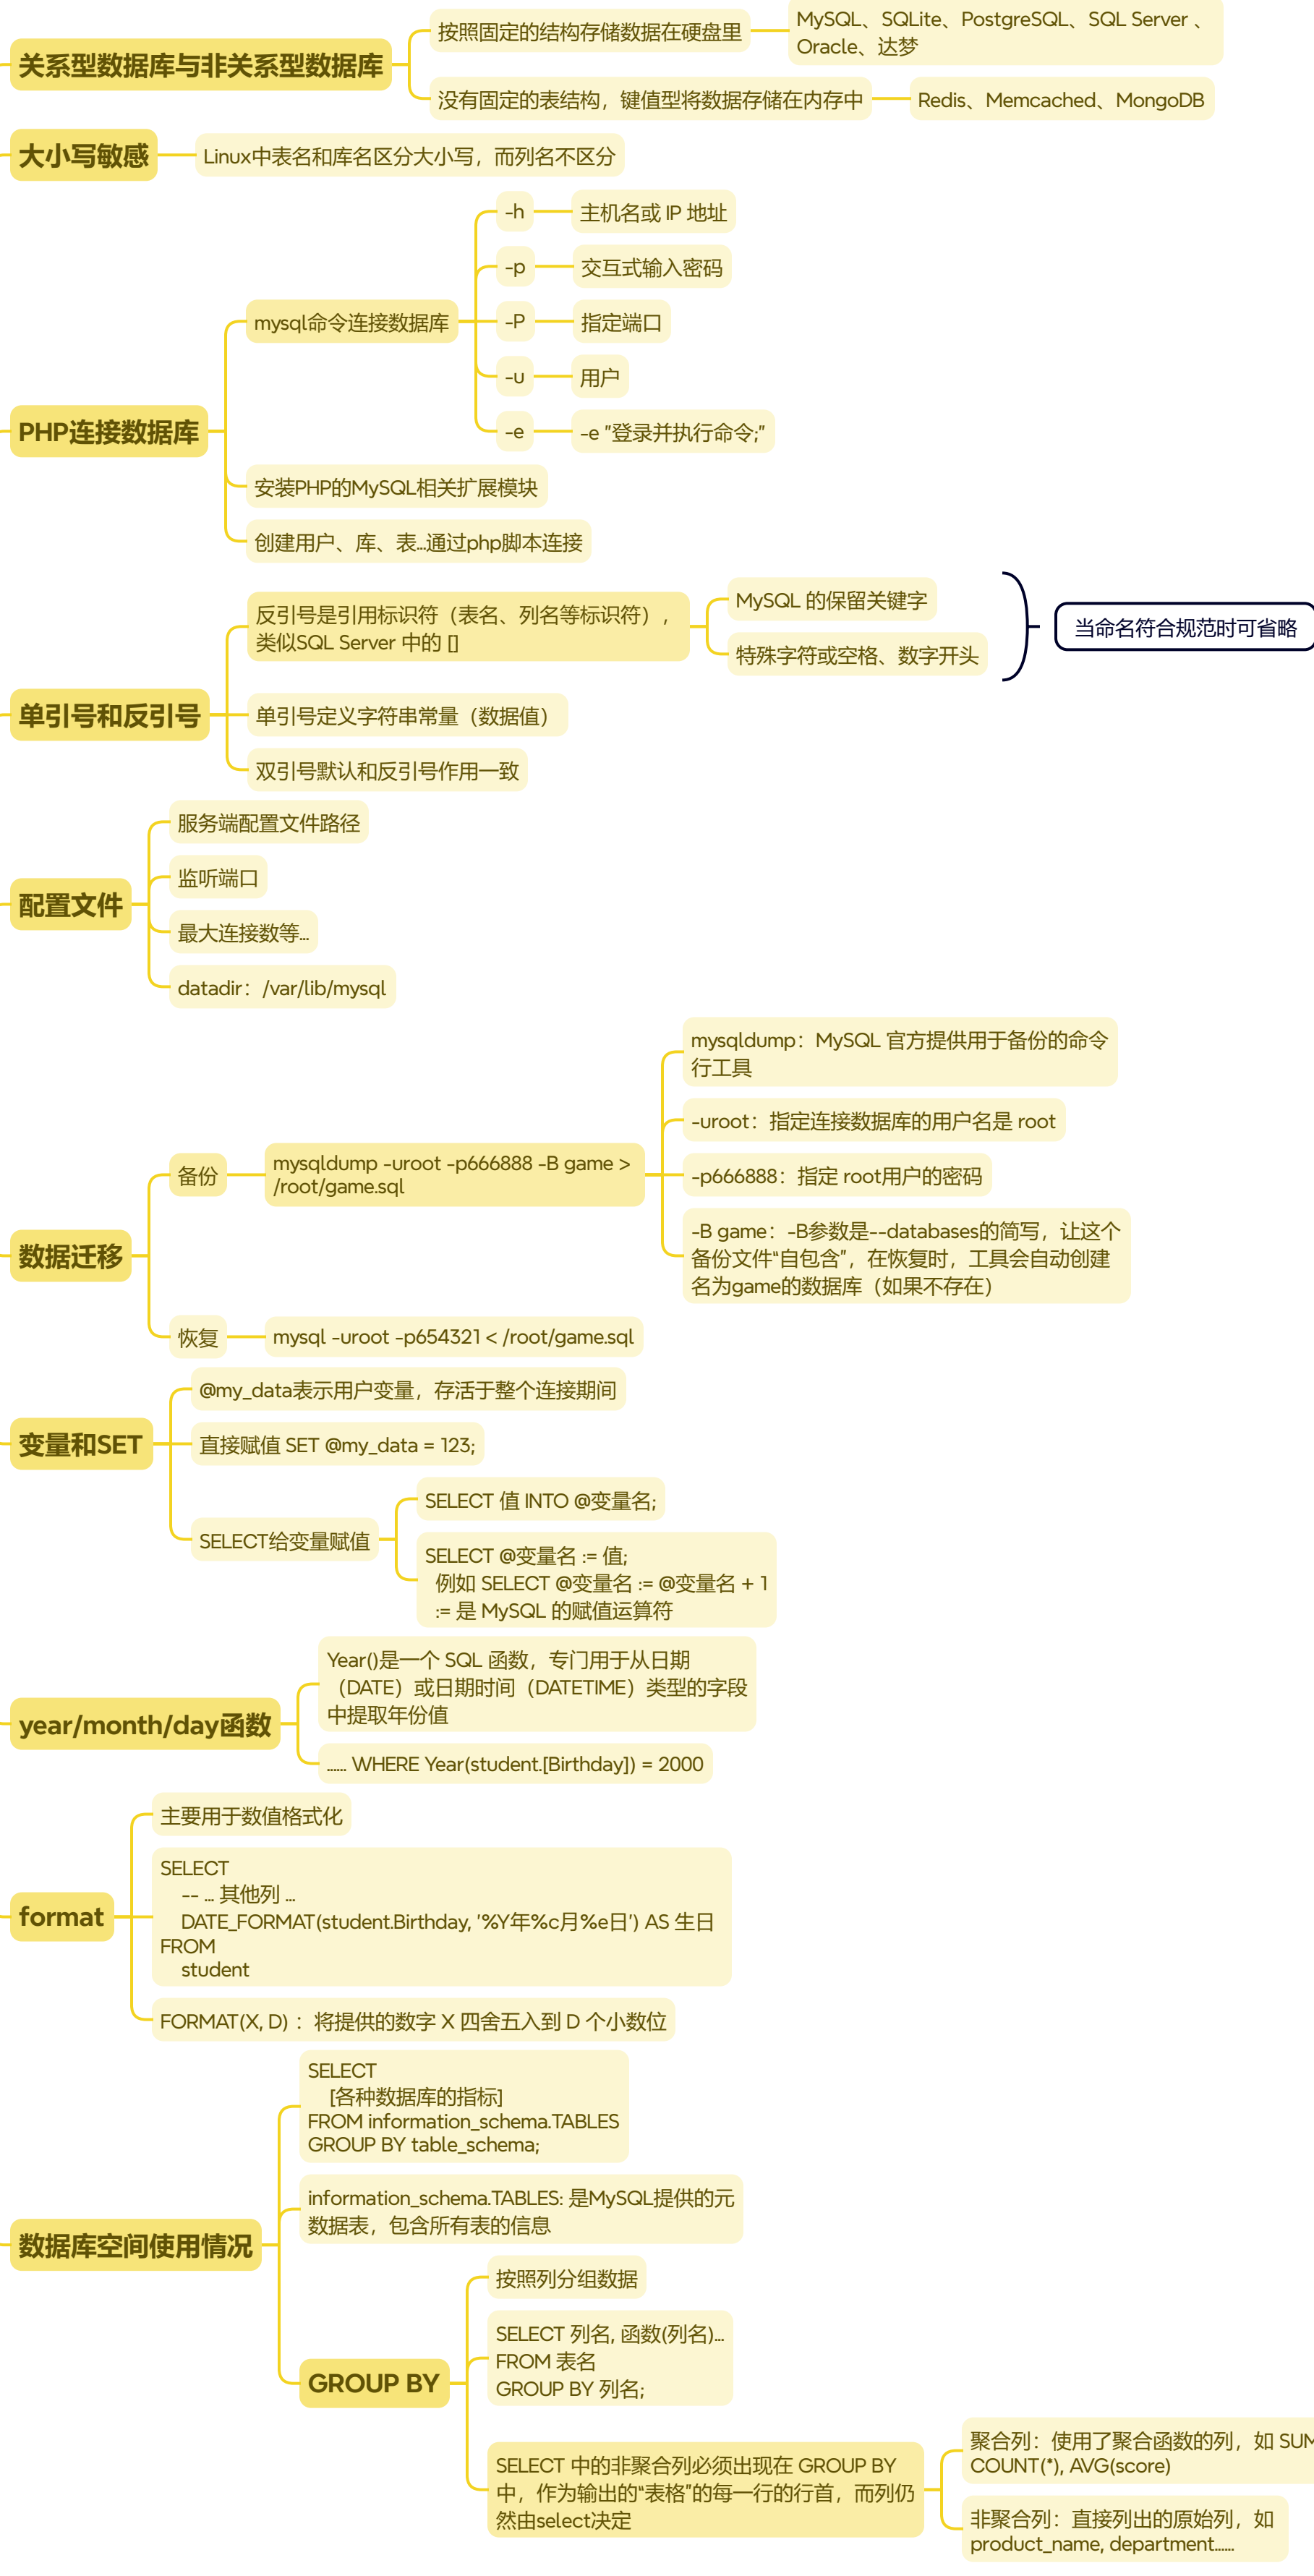 关系型数据库与非关系型数据库
按照固定的结构存储数据在硬盘里
MySQL、SQLite、PostgreSQL、SQL Server 、
Oracle、达梦
没有固定的表结构，键值型将数据存储在内存中
Redis、Memcached、MongoDB
大小写敏感
Linux中表名和库名区分大小写，而列名不区分
PHP连接数据库
mysql命令连接数据库
-h
主机名或 IP 地址
-p
交互式输入密码
-P
指定端口
-u
用户
-e
-e "登录并执行命令;"
安装PHP的MySQL相关扩展模块
创建用户、库、表...通过php脚本连接
单引号和反引号
反引号是引用标识符（表名、列名等标识符），
类似SQL Server 中的 []
MySQL 的保留关键字
特殊字符或空格、数字开头
当命名符合规范时可省略
单引号定义字符串常量（数据值）
双引号默认和反引号作用一致
配置文件
服务端配置文件路径
监听端口
最大连接数等...
datadir：/var/lib/mysql
数据迁移
备份
mysqldump -uroot -p666888 -B game >
/root/game.sql
mysqldump：MySQL 官方提供用于备份的命令
行工具
-uroot：指定连接数据库的用户名是 root
-p666888：指定 root用户的密码
-B game：-B参数是--databases的简写，让这个
备份文件“自包含”，在恢复时，工具会自动创建
名为game的数据库（如果不存在）
恢复
mysql -uroot -p654321 < /root/game.sql
变量和SET
@my_data表示用户变量，存活于整个连接期间
直接赋值 SET @my_data = 123;
SELECT给变量赋值
SELECT 值 INTO @变量名;
SELECT @变量名 := 值;
例如 SELECT @变量名 := @变量名 + 1
:= 是 MySQL 的赋值运算符
year/month/day函数
Year()是一个 SQL 函数，专门用于从日期
（DATE）或日期时间（DATETIME）类型的字段
中提取年份值
...... WHERE Year(student.[Birthday]) = 2000
format
主要用于数值格式化
SELECT
-- ... 其他列 ...
DATE_FORMAT(student.Birthday, '%Y年%c月%e日') AS 生日
FROM
student
FORMAT(X, D) ：将提供的数字 X 四舍五入到 D 个小数位
数据库空间使用情况
SELECT
[各种数据库的指标]
FROM information_schema.TABLES
GROUP BY table_schema;
information_schema.TABLES: 是MySQL提供的元
数据表，包含所有表的信息
GROUP BY
按照列分组数据
SELECT 列名, 函数(列名)...
FROM 表名
GROUP BY 列名;
SELECT 中的非聚合列必须出现在 GROUP BY
中，作为输出的“表格”的每一行的行首，而列仍
然由select决定
聚合列：使用了聚合函数的列，如
COUNT(*), AVG(score)
非聚合列：直接列出的原始列，如
product_name, department......